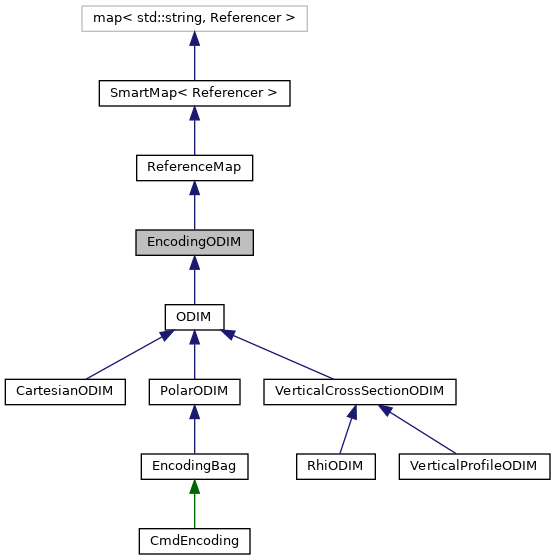 map< std::string, Referencer >
SmartMap< Referencer >
ReferenceMap
EncodingODIM
ODIM
CartesianODIM
PolarODIM
VerticalCrossSectionODIM
EncodingBag
RhiODIM
VerticalProfileODIM
CmdEncoding